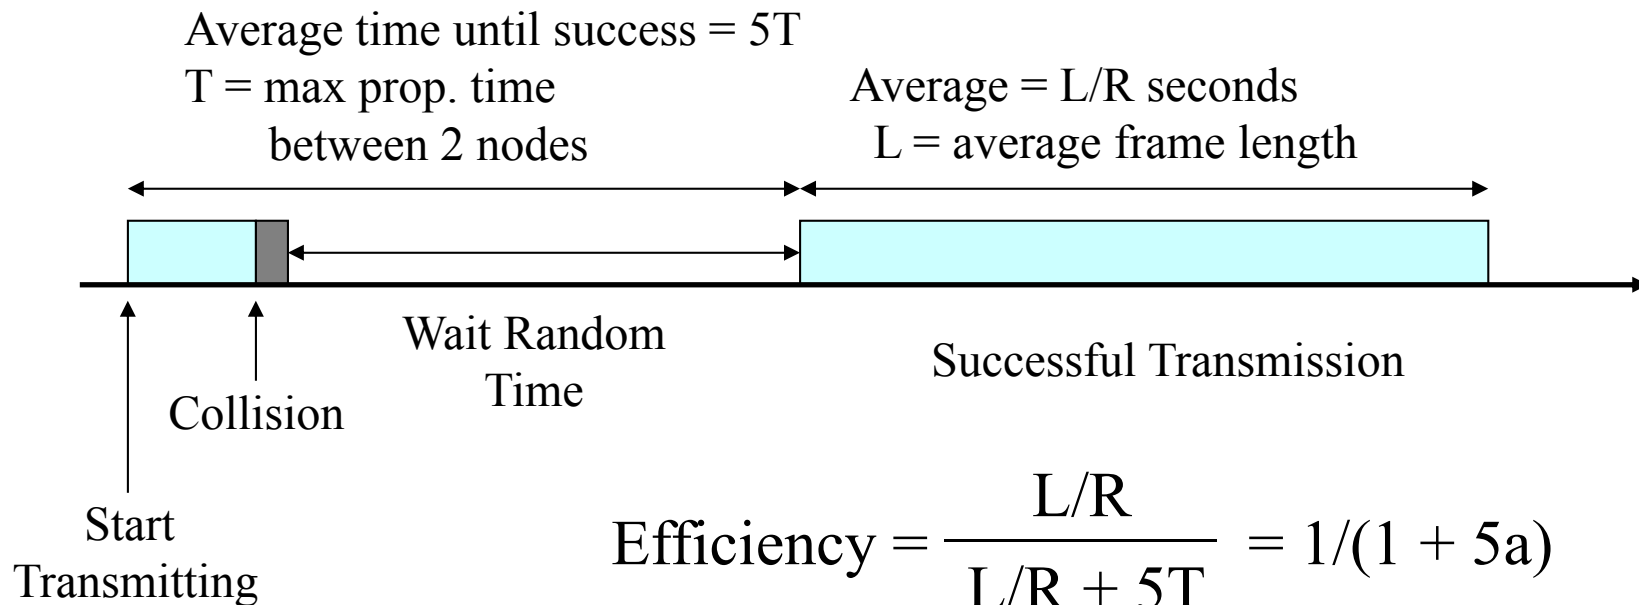 Average time until success = 5T
T = max prop. time
between 2 nodes
Average = L/R seconds
L = average frame length
Wait Random
Time
Successful Transmission
Collision
Start
Transmitting
L/R
Efficiency = = 1/(1 + 5a)
L/R + 5T